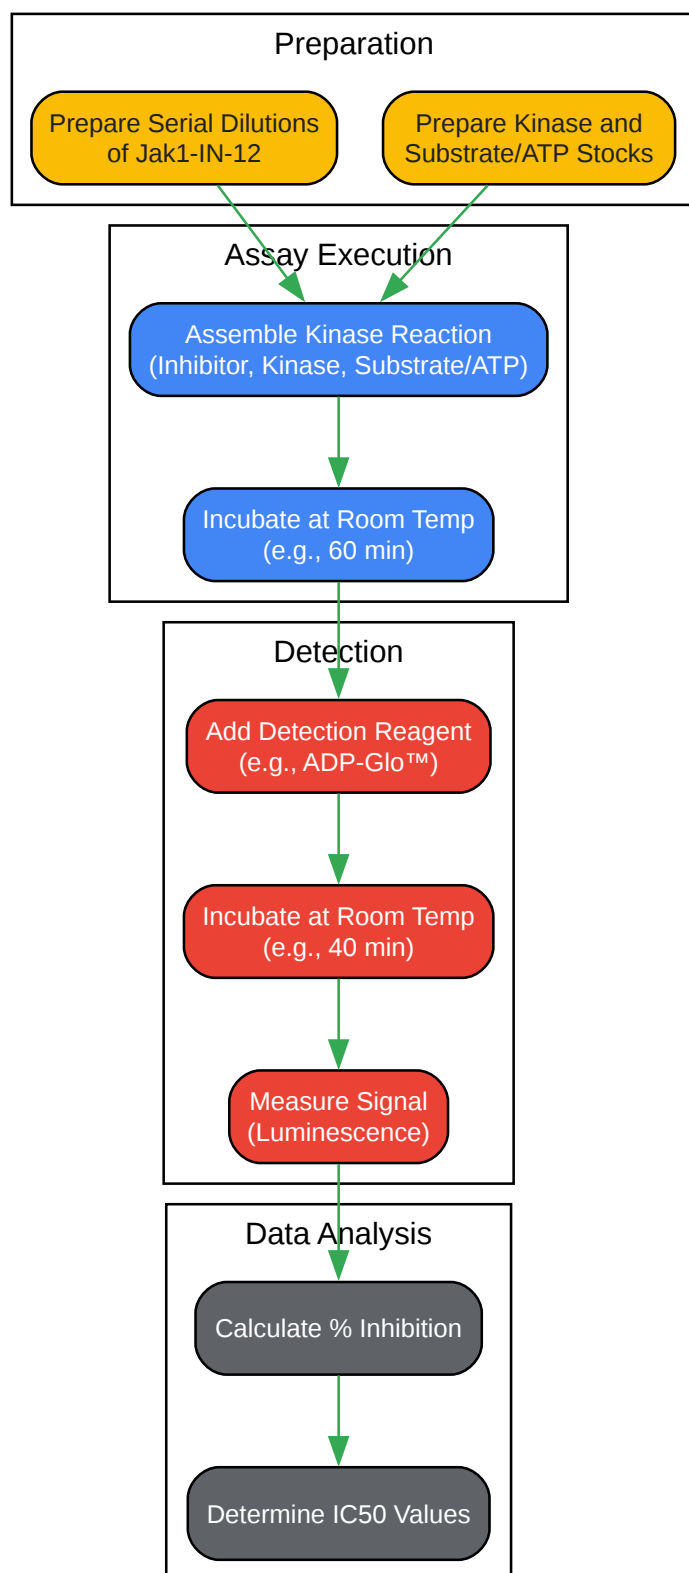 Preparation
Prepare Serial Dilutions
of Jak1-IN-12
Prepare Kinase and
Substrate/ATP Stocks
Assay Execution
Assemble Kinase Reaction
(Inhibitor, Kinase, Substrate/ATP)
Incubate at Room Temp
(e.g., 60 min)
Detection
Add Detection Reagent
(e.g., ADP-Glo™)
Incubate at Room Temp
(e.g., 40 min)
Measure Signal
(Luminescence)
Data Analysis
Calculate % Inhibition
Determine IC50 Values